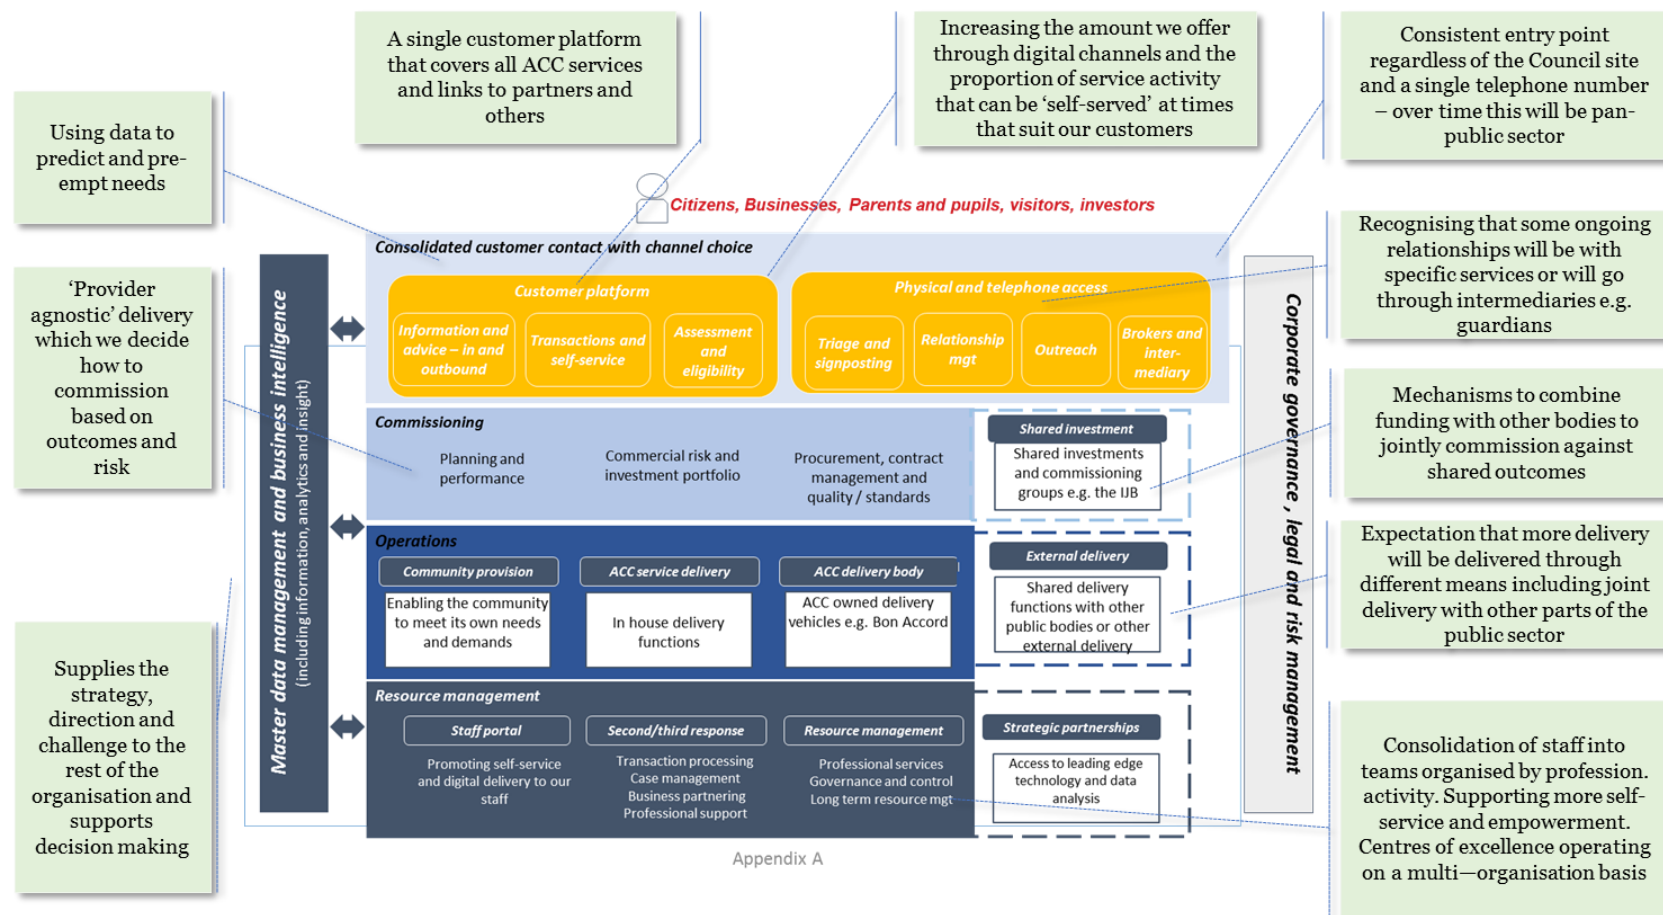 A single customer platform
that covers all ACC services
and links to partners and
others
Increasing the amount we offer
through digital channels and the
proportion of service activity
that can be ‘self-served’ at times
that suit our customers
Consistent entry point
regardless of the Council site
and a single telephone number
– over time this will be pan-
public sector
Using data to
predict and pre-
empt needs
Citizens, Businesses, Parents and pupils, visitors, investors
Recognising that some ongoing
relationships will be with
specific services or will go
through intermediaries e.g.
guardians
‘Provider
agnostic’ delivery
which we decide
how to
commission
based on
outcomes and
risk
Supplies the
strategy,
direction and
challenge to the
rest of the
organisation and
supports
decision making
Master data management and business intelligence
(including information, analytics and insight)
Consolidated customer contact with channel choice
Customer platform
Information and
advice – in and
outbound
Transactions and
self-service
Assessment
and
eligibility
Physical and telephone access
Triage and
signposting
Relationship
mgt
Outreach
Brokers and
inter-
mediary
Commissioning
Planning and
performance
Commercial risk and
investment portfolio
Procurement, contract
management and
quality / standards
Shared investment
Shared investments
and commissioning
groups e.g. the IJB
Operations
Community provision
Enabling the community
to meet its own needs
and demands
ACC service delivery
In house delivery
functions
ACC delivery body
ACC owned delivery
vehicles e.g. Bon Accord
External delivery
Shared delivery
functions with other
public bodies or other
external delivery
Resource management
Staff portal
Promoting self-service
and digital delivery to our
staff
Second/third response
Transaction processing
Case management
Business partnering
Professional support
Resource management
Professional services
Governance and control
Long term resource mgt
Strategic partnerships
Access to leading edge
technology and data
analysis
Corporate governance , legal and risk management
Mechanisms to combine
funding with other bodies to
jointly commission against
shared outcomes
Expectation that more delivery
will be delivered through
different means including joint
delivery with other parts of the
public sector
Consolidation of staff into
teams organised by profession.
activity. Supporting more self-
service and empowerment.
Centres of excellence operating
on a multi—organisation basis
Appendix A